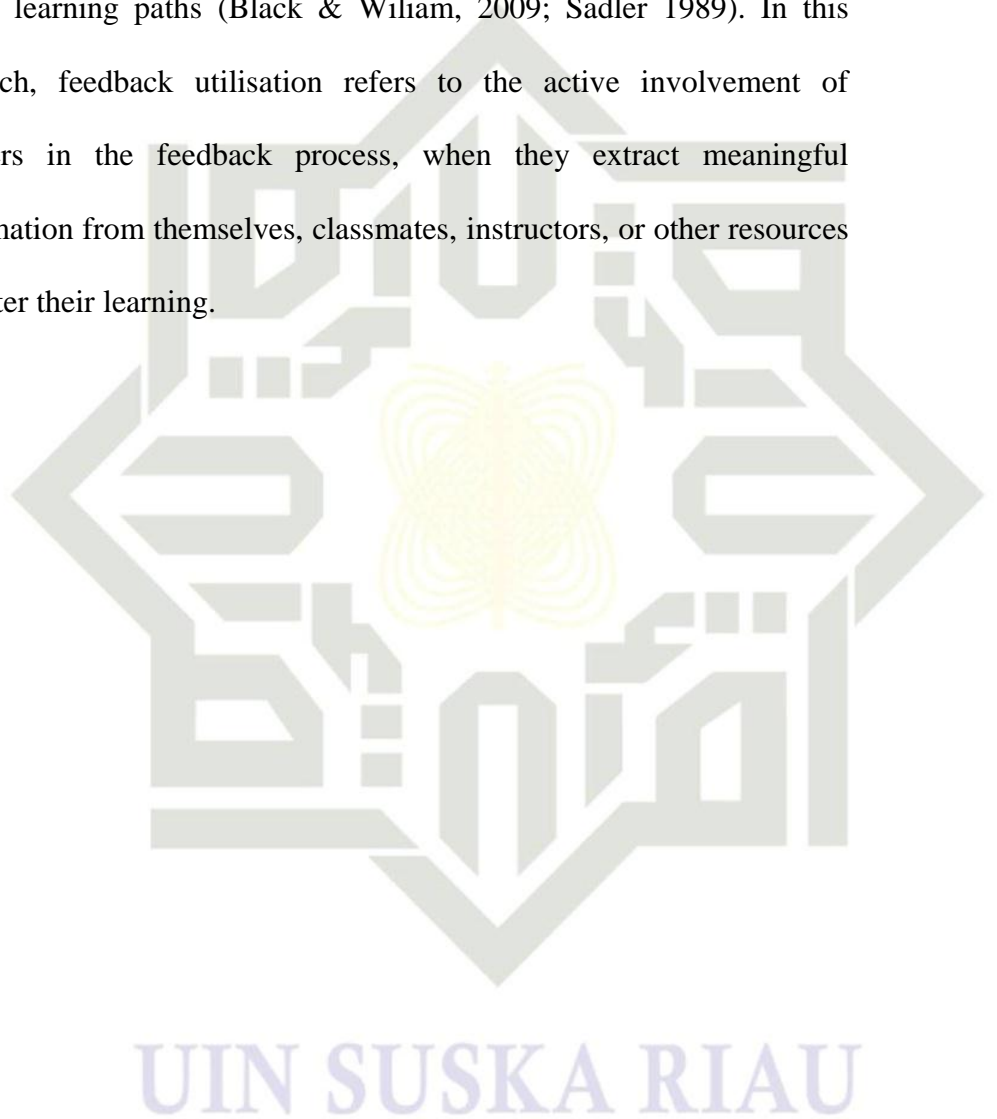 learning paths (Black & Wiliam, 2009; Sadler 1989). In this
ch, feedback utilisation refers to the active involvement of
rs in the feedback process, when they extract meaningful
nation from themselves, classmates, instructors, or other resources
ter their learning.
UIN SUSKA RIAU